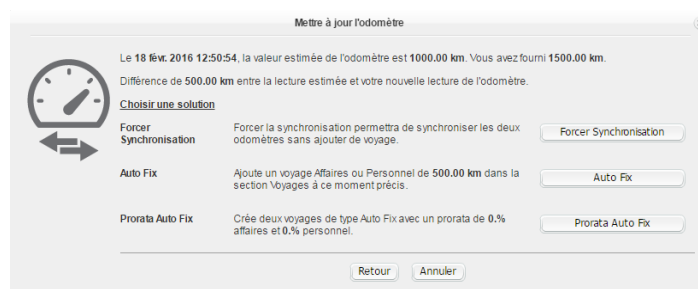 Mettre à jour l'odomètre
Le 18 févr. 2016 12:50:54, la valeur estimée de l'odomètre est 1000.00 km. Vous avez fourni 1500.00 km.
Différence de 500.00 km entre la lecture estimée et votre nouvelle lecture de l'odomètre.
Choisir une solution
Forcer Synchronisation
Forcer la synchronisation permettra de synchroniser les deux
odomètres sans ajouter de voyage.
Forcer Synchronisation
Auto Fix
Ajoute un voyage Affaires ou Personnel de 500.00 km dans la
section Voyages à ce moment précis.
Auto Fix
Prorata Auto Fix
Crée deux voyages de type Auto Fix avec un prorata de 0.%
affaires et 0.% personnel.
Prorata Auto Fix
Retour
Annuler